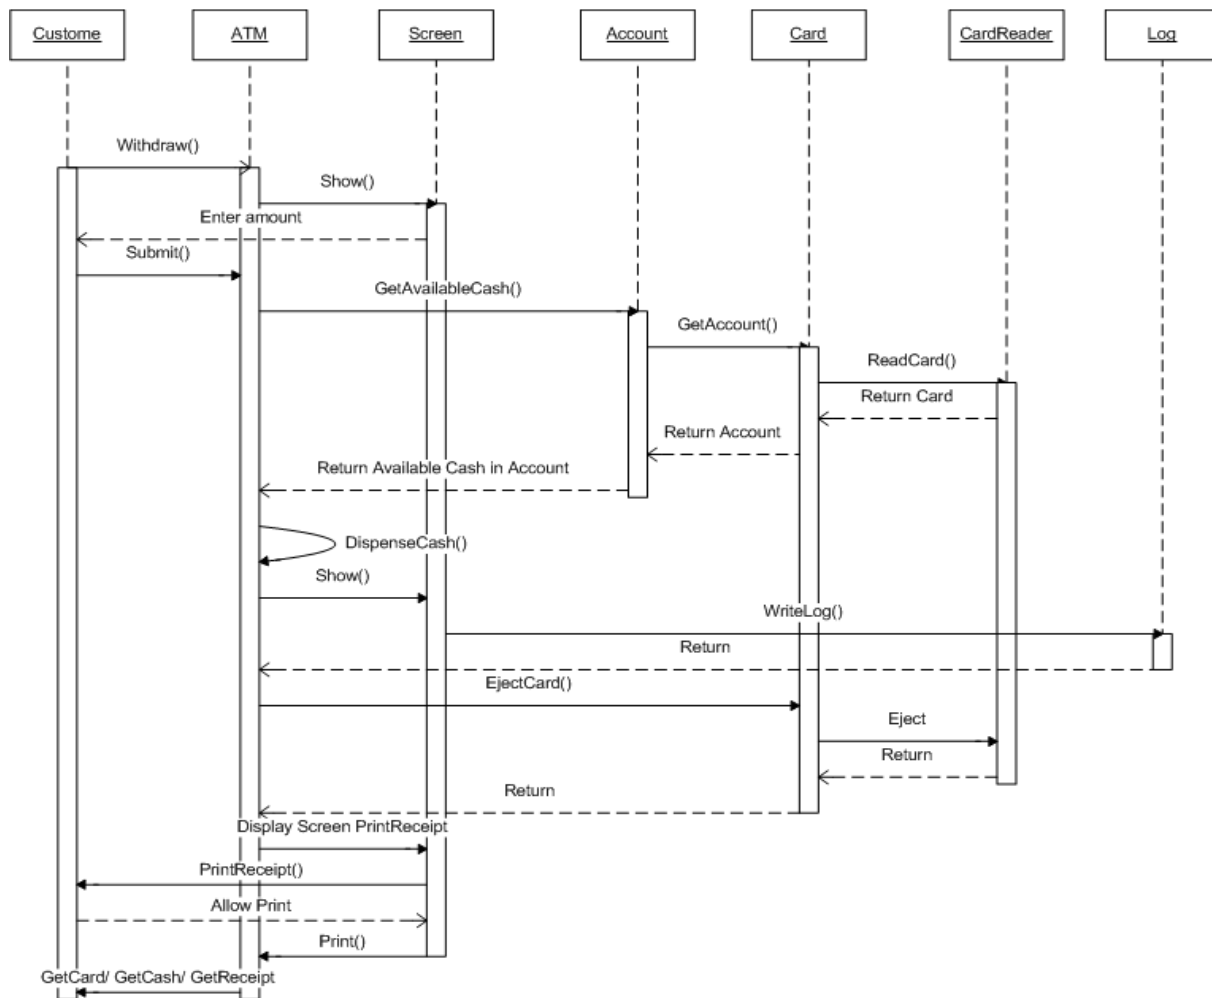 Custome
ATM
Screen
Account
Card
CardReader
Log
Withdraw()
Show()
Enter amount
Submit()
GetAvailableCash()
GetAccount()
ReadCard()
Return Card
Return Account
Return Available Cash in Account
DispenseCash()
Show()
WriteLog()
Return
EjectCard()
Eject
Return
Return
Display Screen PrintReceipt
PrintReceipt()
Allow Print
Print()
GetCard/ GetCash/ GetReceipt